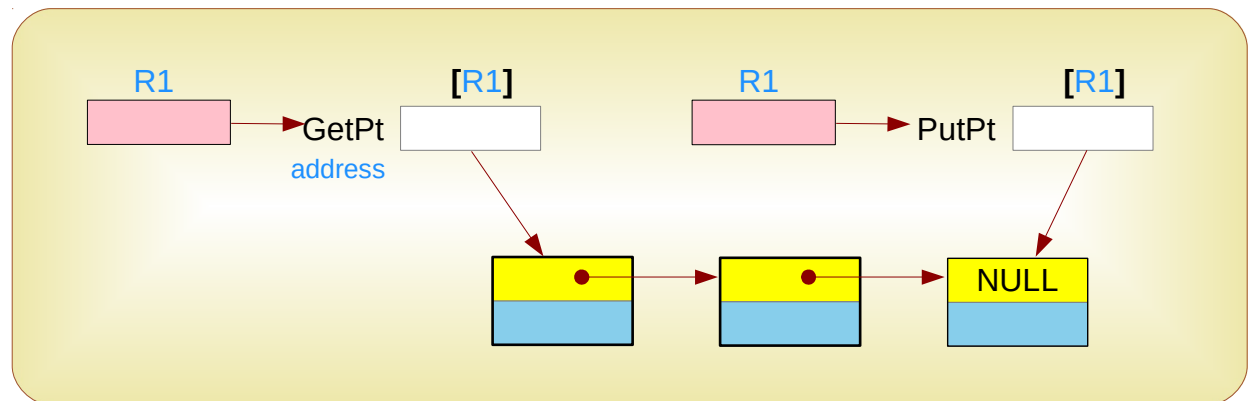 R1
[R1]
R1
[R1]
GetPt
PutPt
address
NULL